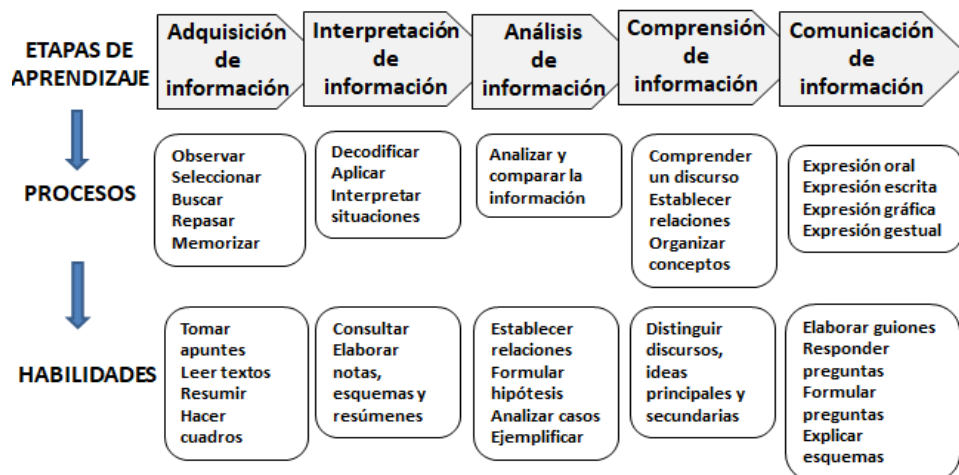 ETAPAS DE
APRENDIZAJE
Adquisición
de
información
Interpretación
de
información
Análisis
de
información
Comprensión
de
información
Comunicación
de
información
PROCESOS
Observar
Seleccionar
Buscar
Repasar
Memorizar
Decodificar
Aplicar
Interpretar
situaciones
Analizar y
comparar la
información
Comprender
un discurso
Establecer
relaciones
Organizar
conceptos
Expresión oral
Expresión escrita
Expresión gráfica
Expresión gestual
HABILIDADES
Tomar
apuntes
Leer textos
Resumir
Hacer
cuadros
Consultar
Elaborar
notas,
esquemas y
resúmenes
Establecer
relaciones
Formular
hipótesis
Analizar casos
Ejemplificar
Distinguir
discursos,
ideas
principales y
secundarias
Elaborar guiones
Responder
preguntas
Formular
preguntas
Explicar
esquemas